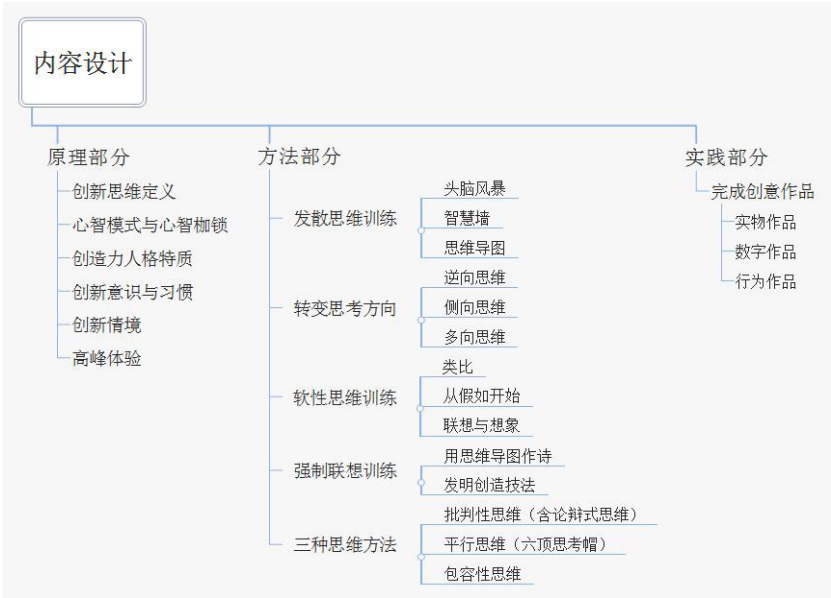 内容设计
原理部分
创新思维定义
心智模式与心智枷锁
创造力人格特质
创新意识与习惯
创新情境
高峰体验
方法部分
发散思维训练
头脑风暴
智慧墙
思维导图
转变思考方向
逆向思维
侧向思维
多向思维
软性思维训练
类比
从假如开始
联想与想象
强制联想训练
用思维导图作诗
发明创造技法
三种思维方法
批判性思维（含论辩式思维）
平行思维（六顶思考帽）
包容性思维
实践部分
完成创意作品
实物作品
数字作品
行为作品